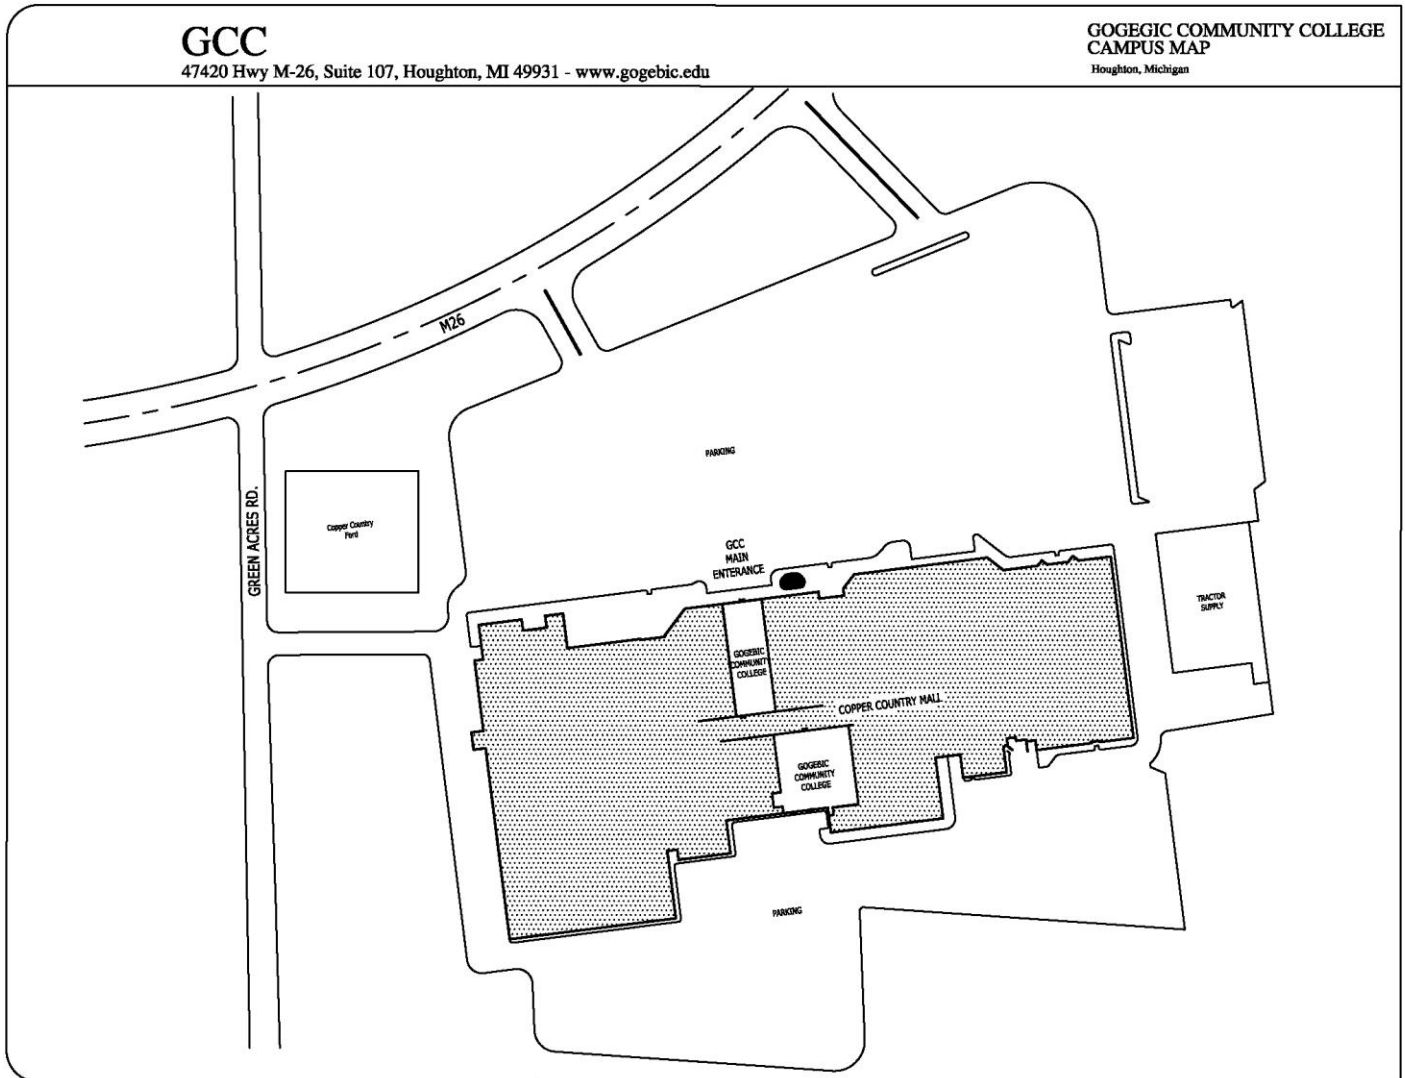 GCC
47420 Hwy M-26, Suite 107, Houghton, MI 49931 - www.gogebic.edu
GOGEGIC COMMUNITY COLLEGE
CAMPUS MAP
Houghton, Michigan
M26
PARKING
GREEN ACRES RD.
Copper Country
Ford
GCC
MAIN
ENTRANCE
TRACTOR
SUPPLY
GOGEBIC
COMMUNITY
COLLEGE
COPPER COUNTRY MALL
GOGEBIC
COMMUNITY
COLLEGE
PARKING